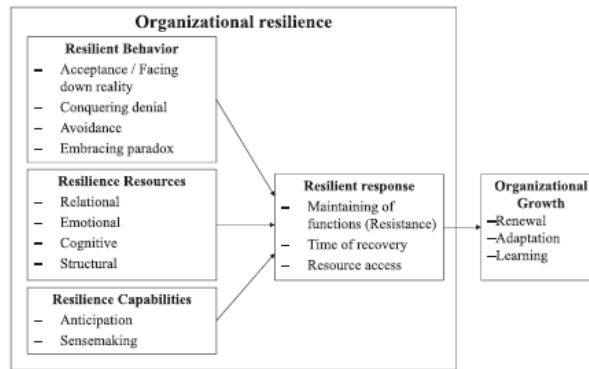 Organizational resilience
Resilient Behavior
– Acceptance / Facing
down reality
– Conquering denial
– Avoidance
– Embracing paradox
Resilience Resources
– Relational
– Emotional
– Cognitive
– Structural
Resilience Capabilities
– Anticipation
– Sensemaking
Resilient response
– Maintaining of
functions (Resistance)
– Time of recovery
– Resource access
Organizational
Growth
–Renewal
–Adaptation
–Learning